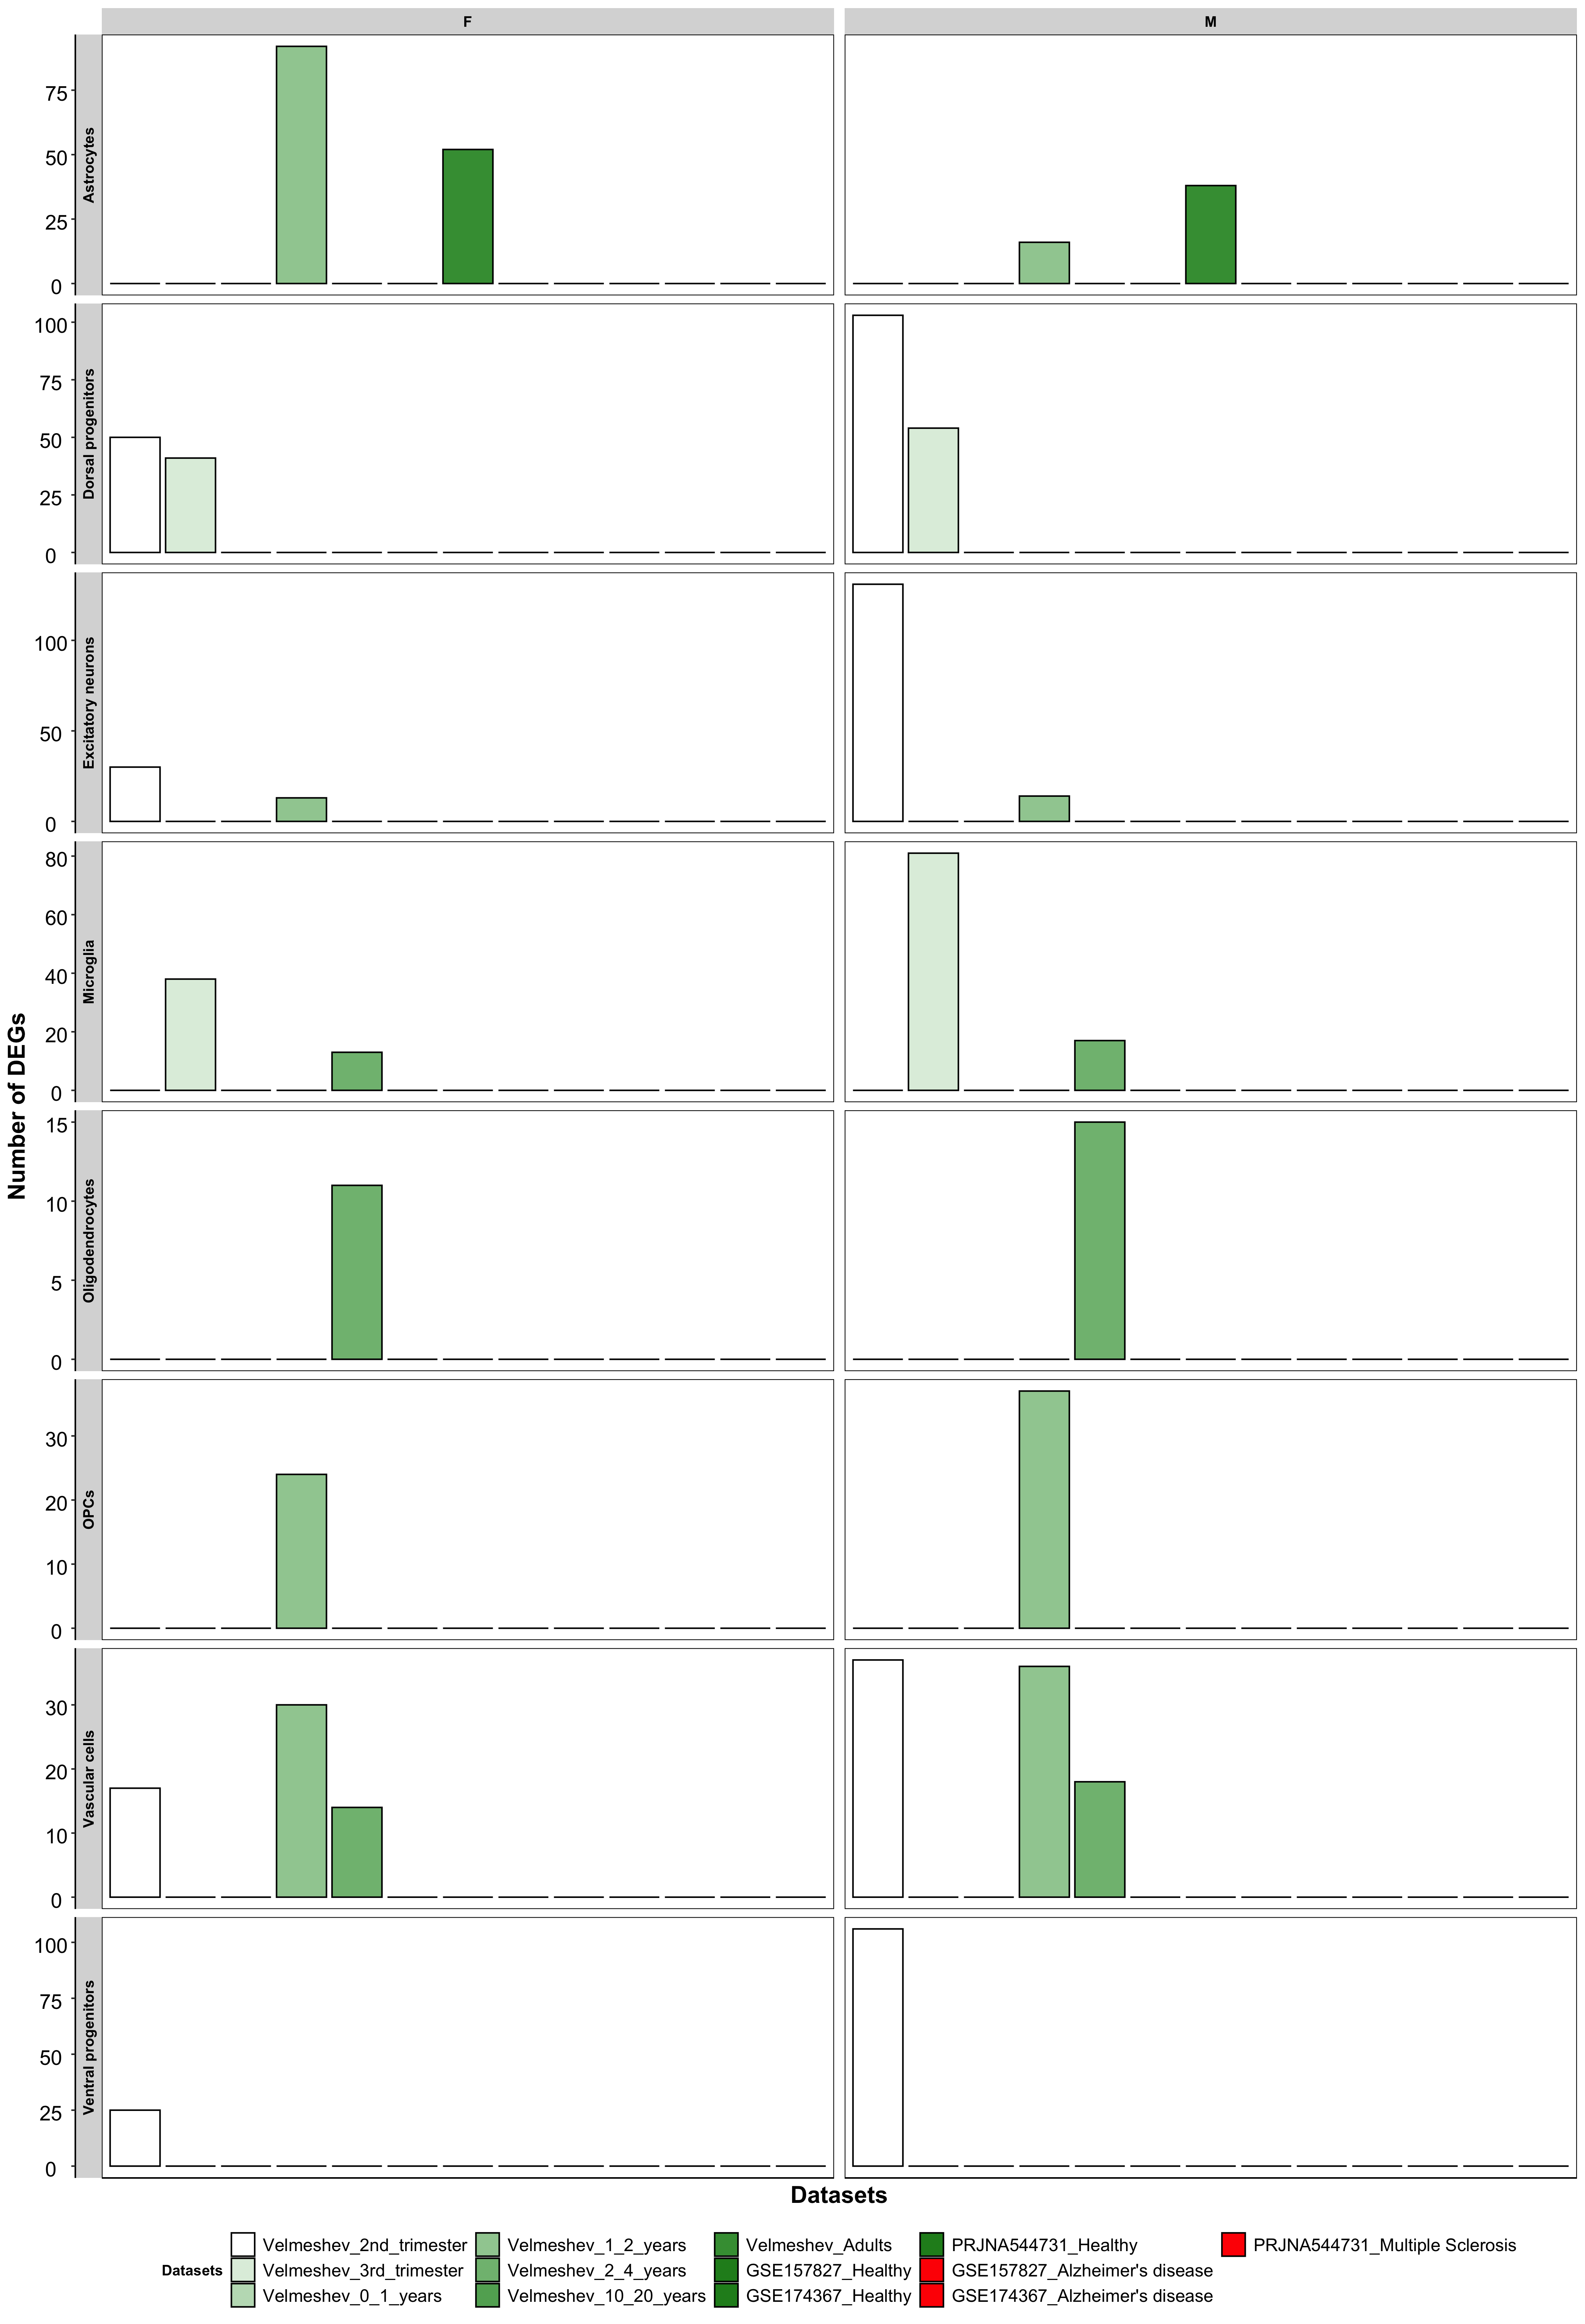 F
M
Number of DEGs
Astrocytes
75
50
25
0
Dorsal progenitors
100
75
50
25
0
Excitatory neurons
100
50
0
Microglia
80
60
40
20
0
Oligodendrocytes
15
10
5
0
OPCs
30
20
10
0
Vascular cells
30
20
10
0
Ventral progenitors
100
75
50
25
0
Datasets
Datasets
Velmeshev_2nd_trimester
Velmeshev_3rd_trimester
Velmeshev_0_1_years
Velmeshev_1_2_years
Velmeshev_2_4_years
Velmeshev_10_20_years
Velmeshev_Adults
GSE157827_Healthy
GSE174367_Healthy
PRJNA544731_Healthy
GSE157827_Alzheimer's disease
GSE174367_Alzheimer's disease
PRJNA544731_Multiple Sclerosis